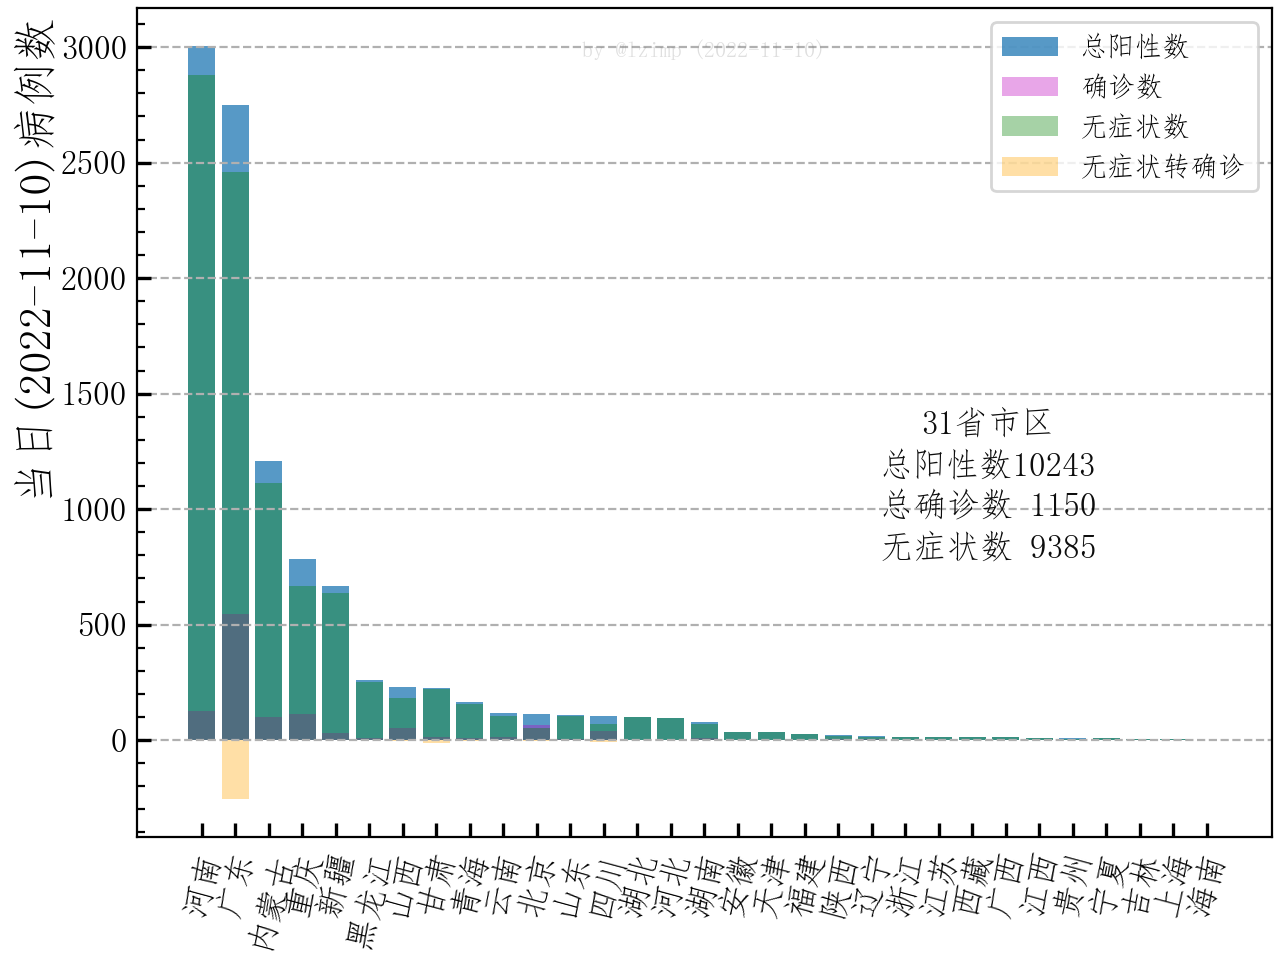 当日(2022-11-10)病例数
3000
2500
2000
1500
1000
500
0
by @lzimp (2022-11-10)
总阳性数
确诊数
无症状数
无症状转确诊
31省市区
总阳性数10243
总确诊数 1150
无症状数 9385
河南
广东
内蒙古
重庆
新疆
黑龙江
山西
甘肃
青海
云南
北京
山东
四川
湖北
河北
湖南
安徽
天津
福建
陕西
辽宁
浙江
江苏
西藏
广西
江西
贵州
宁夏
吉林
上海
海南